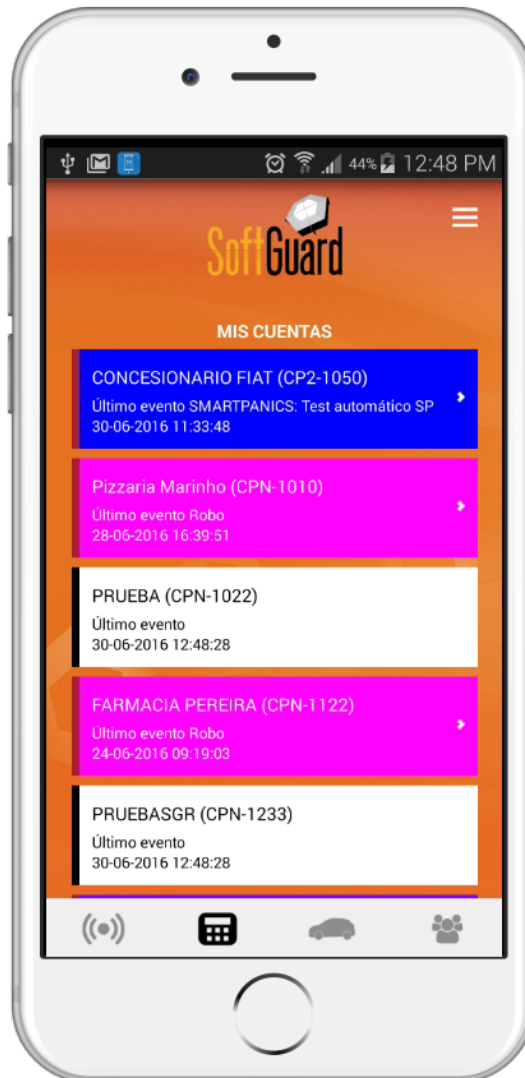 44% 12:48 PM
SoftGuard
MIS CUENTAS
CONCESIONARIO FIAT (CP2-1050)
Último evento SMARTPANICS: Test automático SP
30-06-2016 11:33:48
Pizzaria Marinho (CPN-1010)
Último evento Robo
28-06-2016 16:39:51
PRUEBA (CPN-1022)
Último evento
30-06-2016 12:48:28
FARMACIA PEREIRA (CPN-1122)
Último evento Robo
24-06-2016 09:19:03
PRUEBASGR (CPN-1233)
Último evento
30-06-2016 12:48:28